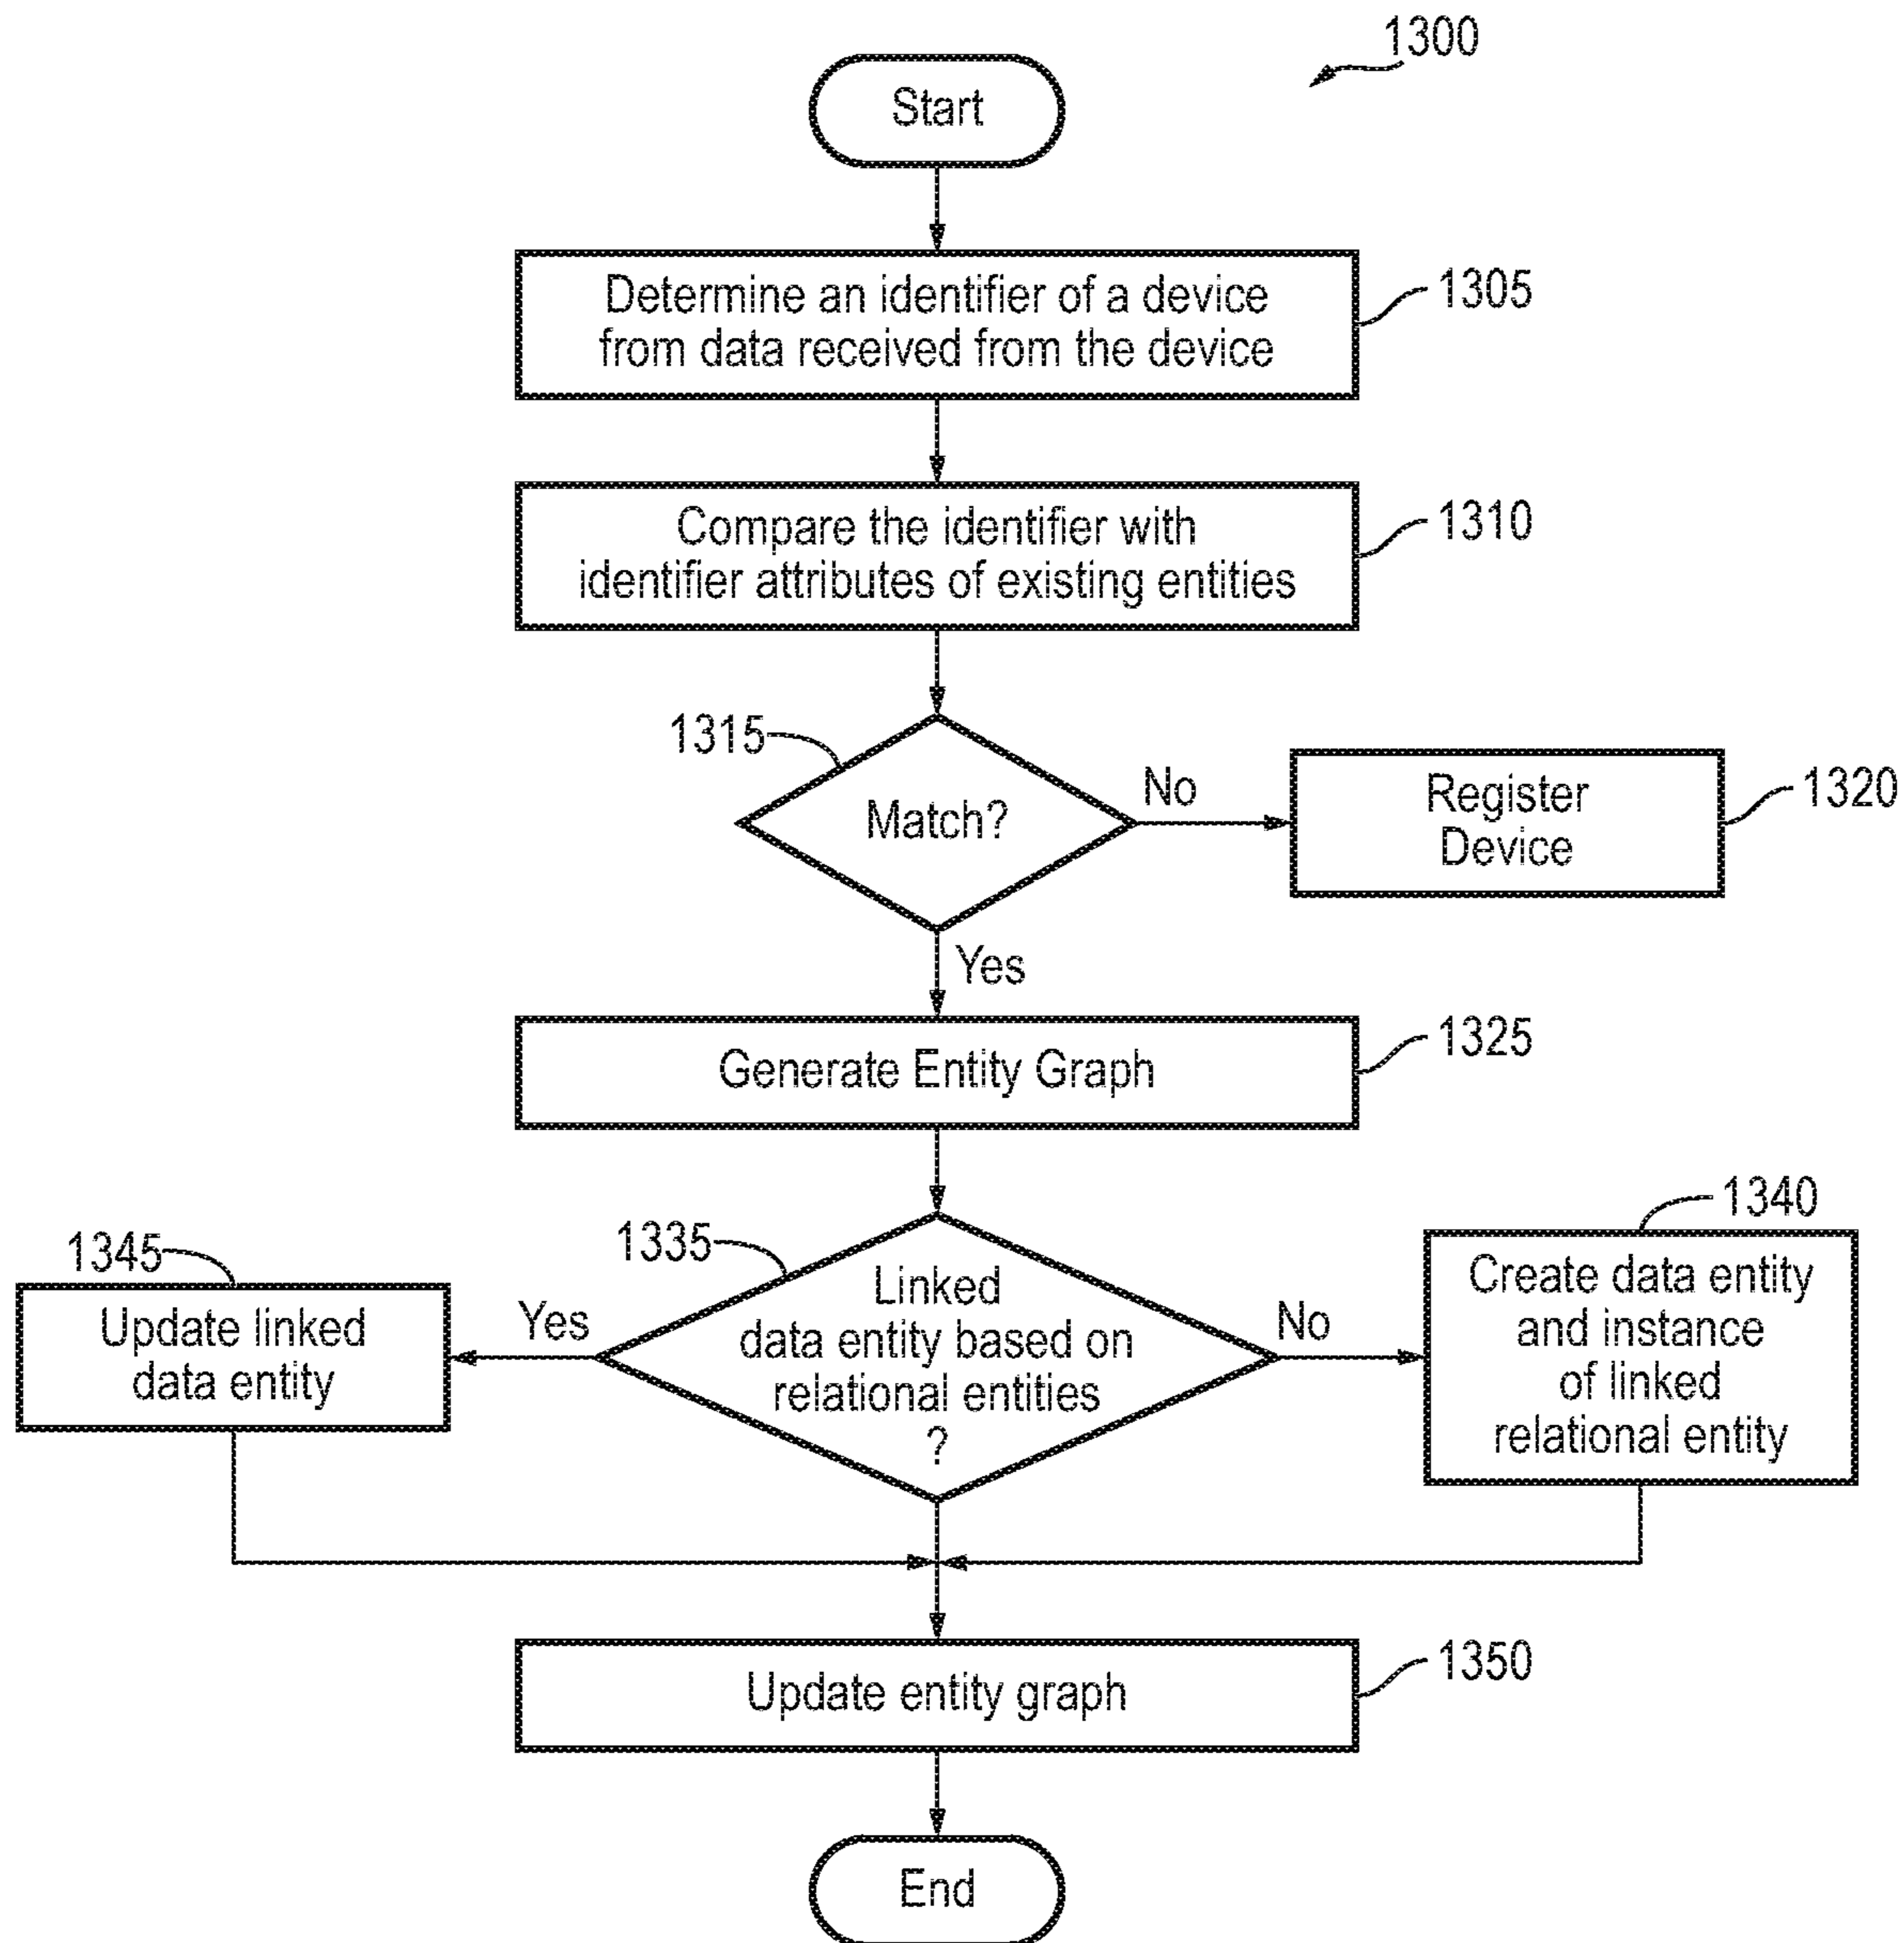 1300
Start
Determine an identifier of a device
from data received from the device
1305
Compare the identifier with
identifier attributes of existing entities
1310
1315
Match?
No
Register
Device
1320
Yes
Generate Entity Graph
1325
1345
Update linked
data entity
Yes
1335
Linked
data entity based on
relational entities
?
No
1340
Create data entity
and instance
of linked
relational entity
Update entity graph
1350
End